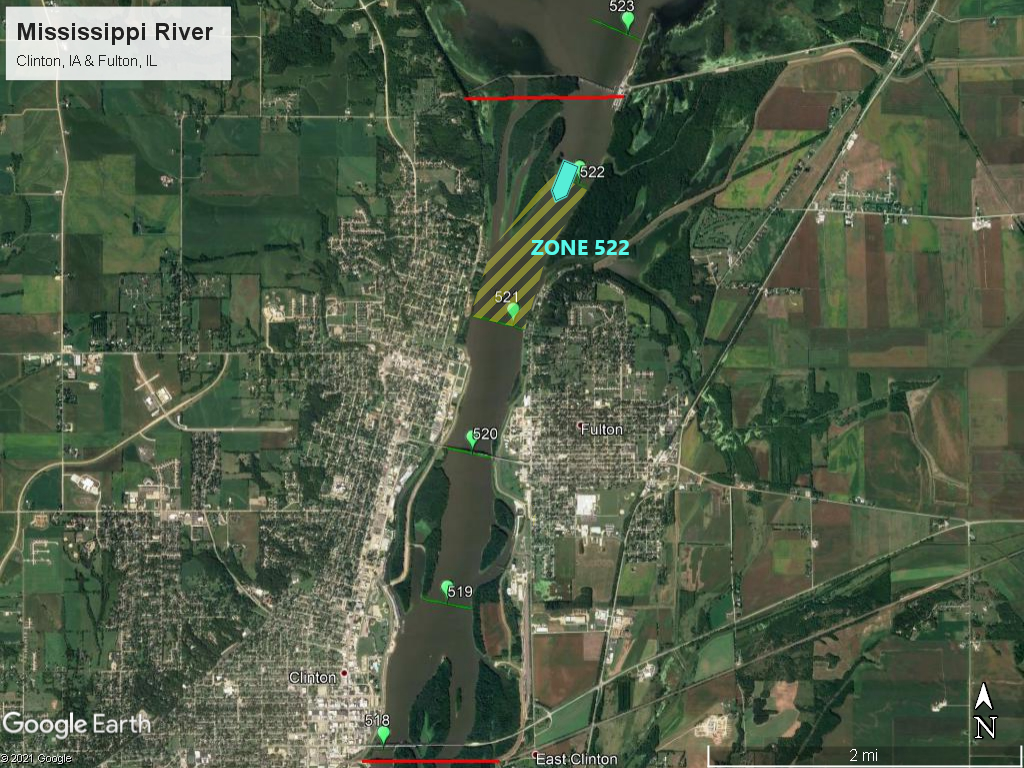 Mississippi River
Clinton, IA & Fulton, IL
523
522
ZONE 522
521
520
Fulton
519
Clinton
518
East Clinton
Google Earth
© 2021 Google
N
2 mi